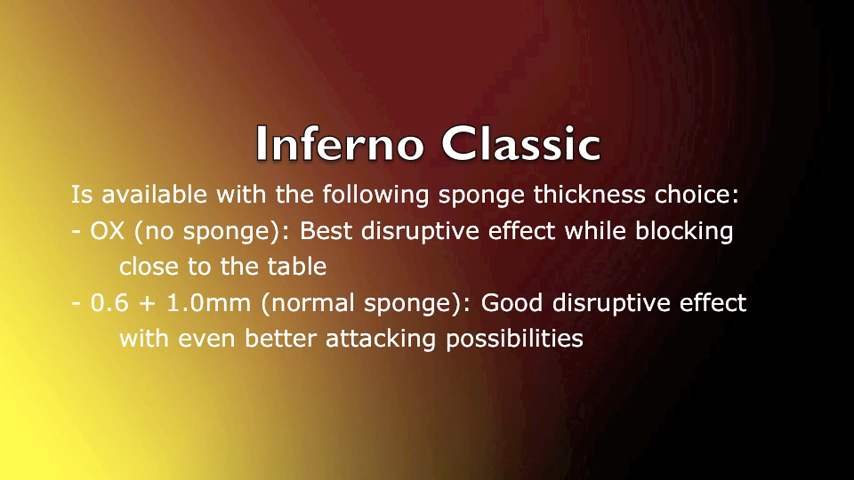 Inferno Classic
Is available with the following sponge thickness choice:
- OX (no sponge): Best disruptive effect while blocking
close to the table
- 0.6 + 1.0mm (normal sponge): Good disruptive effect
with even better attacking possibilities